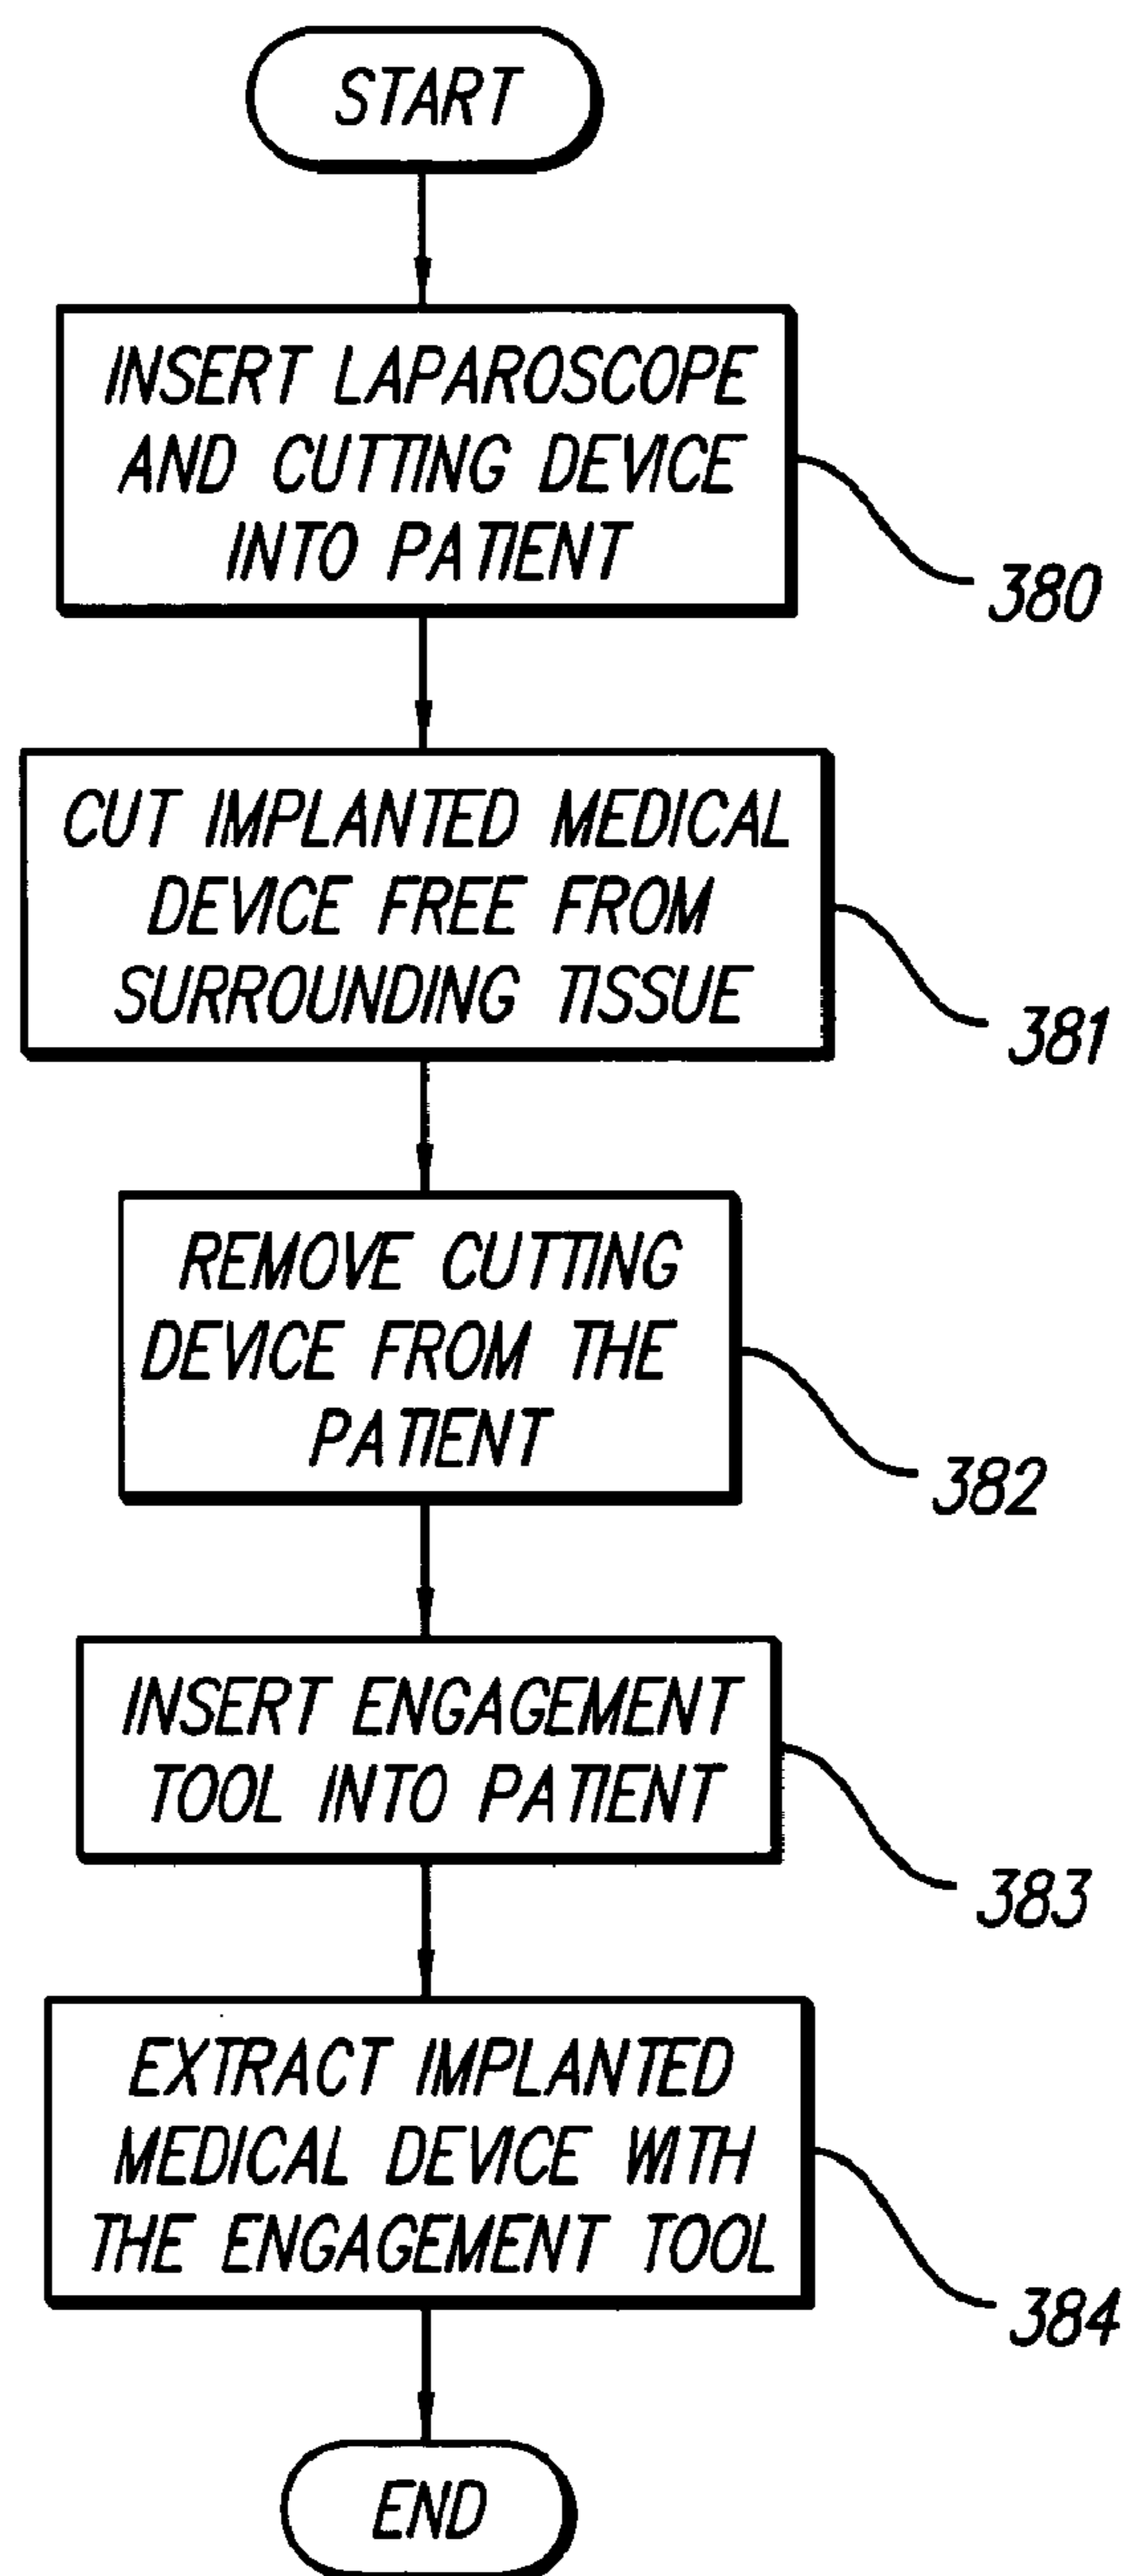 START
INSERT LAPAROSCOPE
AND CUTTING DEVICE
INTO PATIENT
380
CUT IMPLANTED MEDICAL
DEVICE FREE FROM
SURROUNDING TISSUE
381
REMOVE CUTTING
DEVICE FROM THE
PATIENT
382
INSERT ENGAGEMENT
TOOL INTO PATIENT
383
EXTRACT IMPLANTED
MEDICAL DEVICE WITH
THE ENGAGEMENT TOOL
384
END